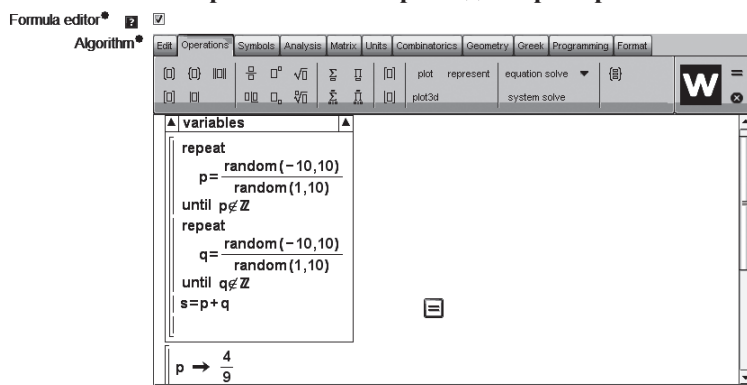 Formula editor* ?
Algorithm*
Edit Operations Symbols Analysis Matrix Units Combinatorics Geometry Greek Programming Format
plot represent equation solve
plot3d system solve
W
variables
repeat
p= random(−10,10) / random(1,10)
until p∉ℤ
repeat
q= random(−10,10) / random(1,10)
until q∉ℤ
s=p+q
p → 4/9